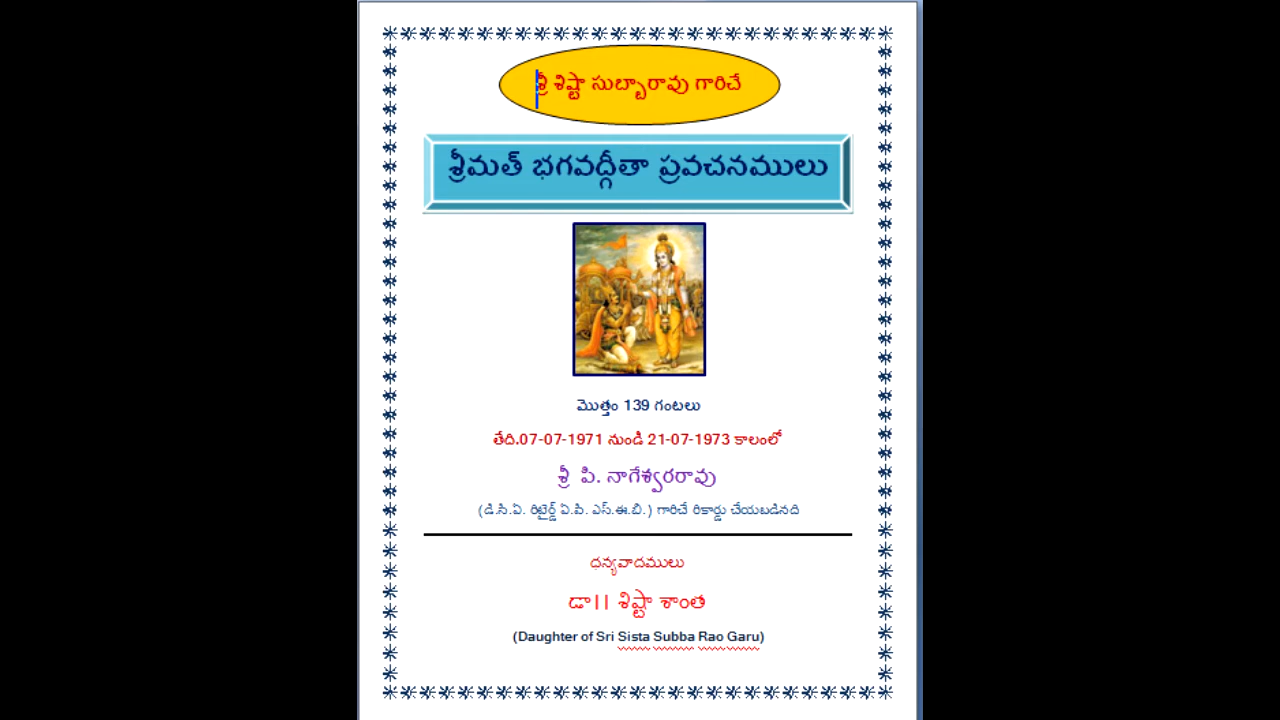 శ్రీ శిష్టా సుబ్బారావు గారిచే
శ్రీమత్ భగవద్గీతా ప్రవచనములు
మొత్తం 139 గంటలు
తేది.07-07-1971 నుండి 21-07-1973 కాలంలో
శ్రీ పి. నాగేశ్వరరావు
(డి.సి.ఏ. రిటైర్డ్ ఏ.పి. ఎస్.ఈ.బి.) గారిచే రికార్డు చేయబడినది
ధన్యవాదములు
డా|| శిష్టా శాంత
(Daughter of Sri Sista Subba Rao Garu)